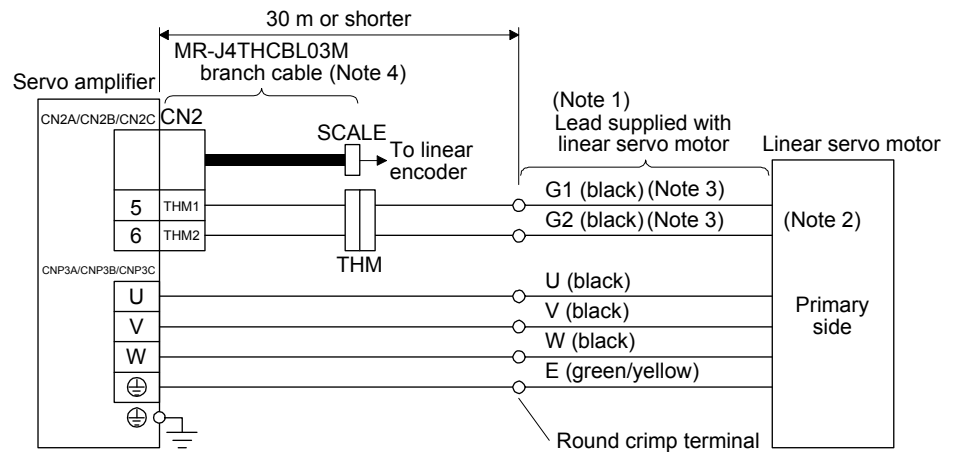 30 m or shorter
MR-J4THCBL03M
branch cable (Note 4)
Servo amplifier
CN2A/CN2B/CN2C
CN2
SCALE
To linear
encoder
(Note 1)
Lead supplied with
linear servo motor
Linear servo motor
5
THM1
G1 (black) (Note 3)
6
THM2
G2 (black) (Note 3)
(Note 2)
THM
CNP3A/CNP3B/CNP3C
U
U (black)
V
V (black)
W
W (black)
E (green/yellow)
Primary
side
Round crimp terminal